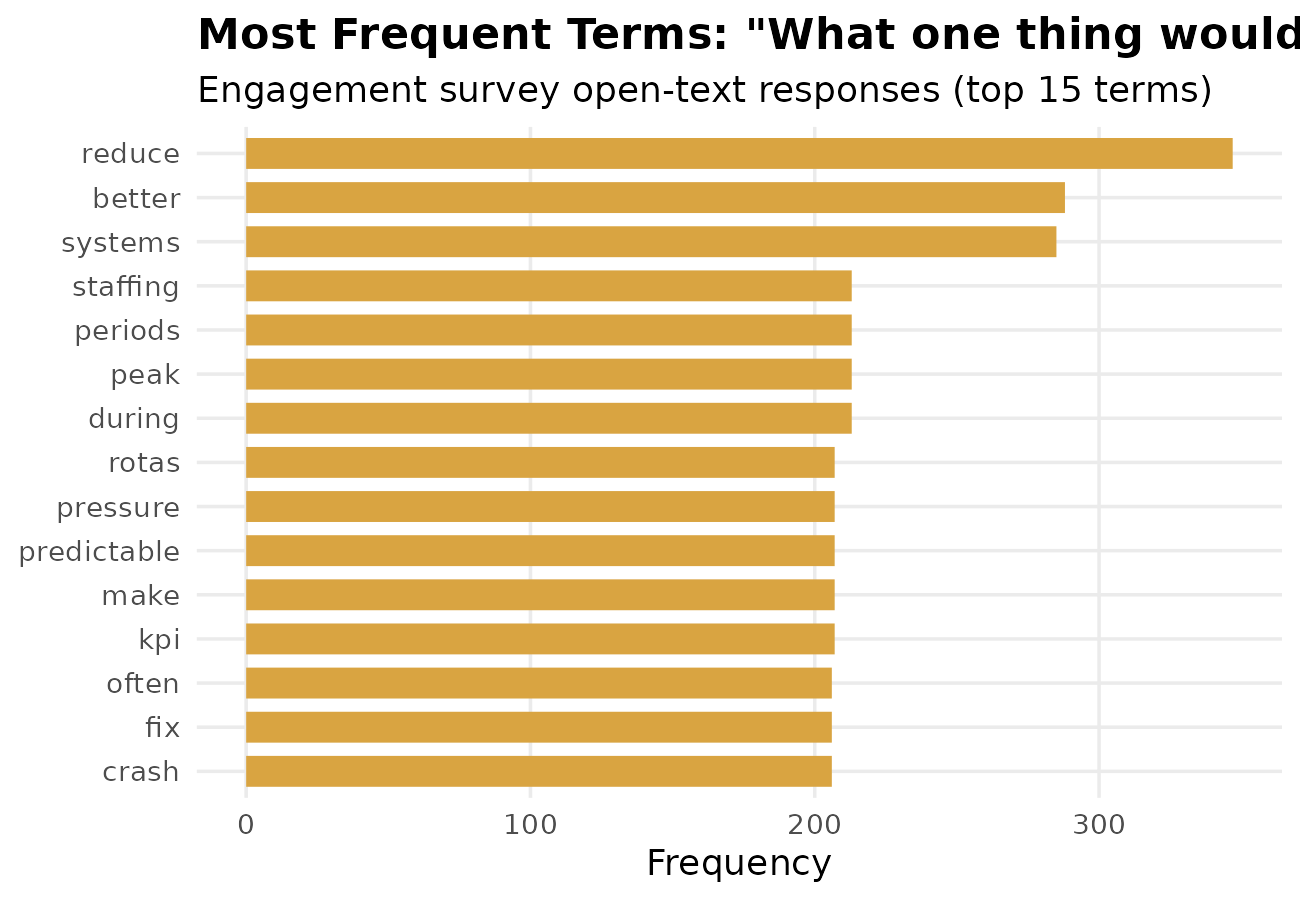 Most Frequent Terms: "What one thing would
Engagement survey open-text responses (top 15 terms)
reduce
better
systems
staffing
periods
peak
during
rotas
pressure
predictable
make
kpi
often
fix
crash
0 100 200 300
Frequency